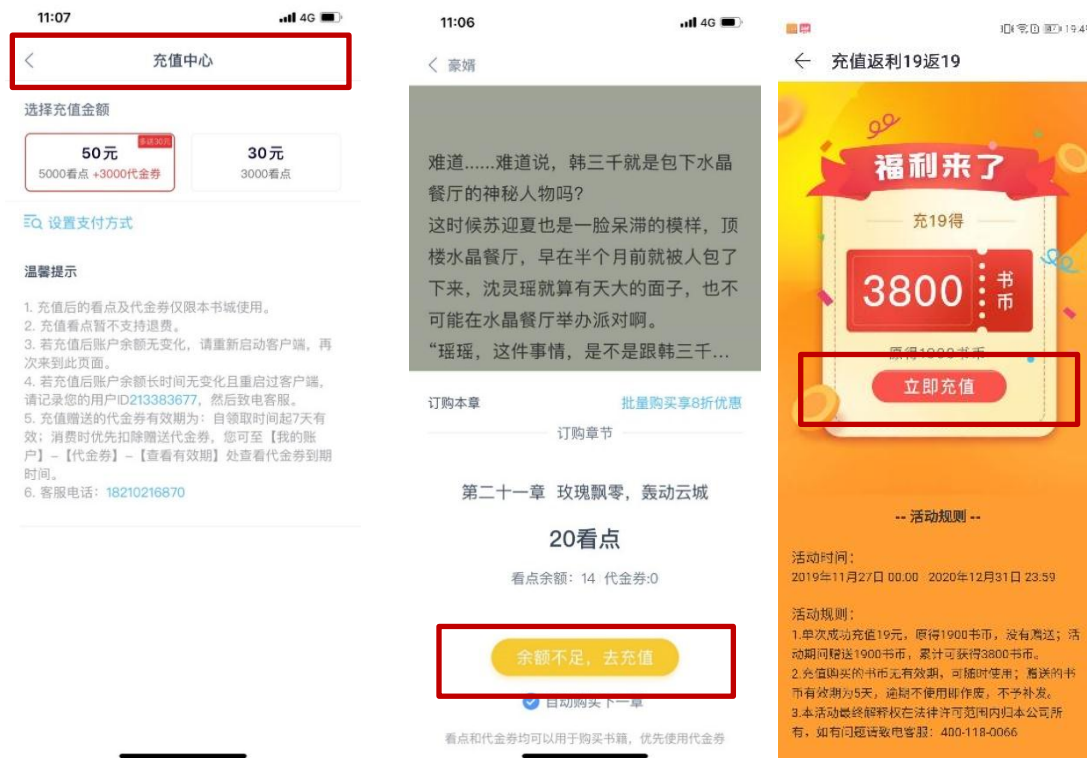 11:07
4G
充值中心
选择充值金额
多送30元
50元
5000看点 +3000代金券
30元
3000看点
设置支付方式
温馨提示
1. 充值后的看点及代金券仅限本书城使用。
2. 充值看点暂不支持退费。
3. 若充值后账户余额无变化，请重新启动客户端，再
次来到此页面。
4. 若充值后账户余额长时间无变化且重启过客户端，
请记录您的用户ID213383677，然后致电客服。
5. 充值赠送的代金券有效期为：自领取时间起7天有
效；消费时优先扣除赠送代金券，您可至【我的账
户】-【代金券】-【查看有效期】处查看代金券到期
时间。
6. 客服电话：18210216870
11:06
4G
豪婿
难道......难道说，韩三千就是包下水晶
餐厅的神秘人物吗？
这时候苏迎夏也是一脸呆滞的模样，顶
楼水晶餐厅，早在半个月前就被人包了
下来，沈灵瑶就算有天大的面子，也不
可能在水晶餐厅举办派对啊。
“瑶瑶，这件事情，是不是跟韩三千...
订购本章
批量购买享8折优惠
订购章节
第二十一章 玫瑰飘零，轰动云城
20看点
看点余额：14 代金券:0
余额不足，去充值
自动购买下一章
看点和代金券均可以用于购买书籍，优先使用代金券
充值返利19返19
福利来了
充19得
3800
书币
原得1900书币
立即充值
-- 活动规则 --
活动时间：
2019年11月27日 00.00 2020年12月31日 23.59
活动规则：
1.单次成功充值19元，原得1900书币，没有赠送；活
动期间赠送1900书币，累计可获得3800书币。
2.充值购买的书币无有效期，可随时使用；赠送的书
币有效期为5天，逾期不使用即作废，不予补发。
3.本活动最终解释权在法律许可范围内归本公司所
有，如有问题请致电客服：400-118-0066